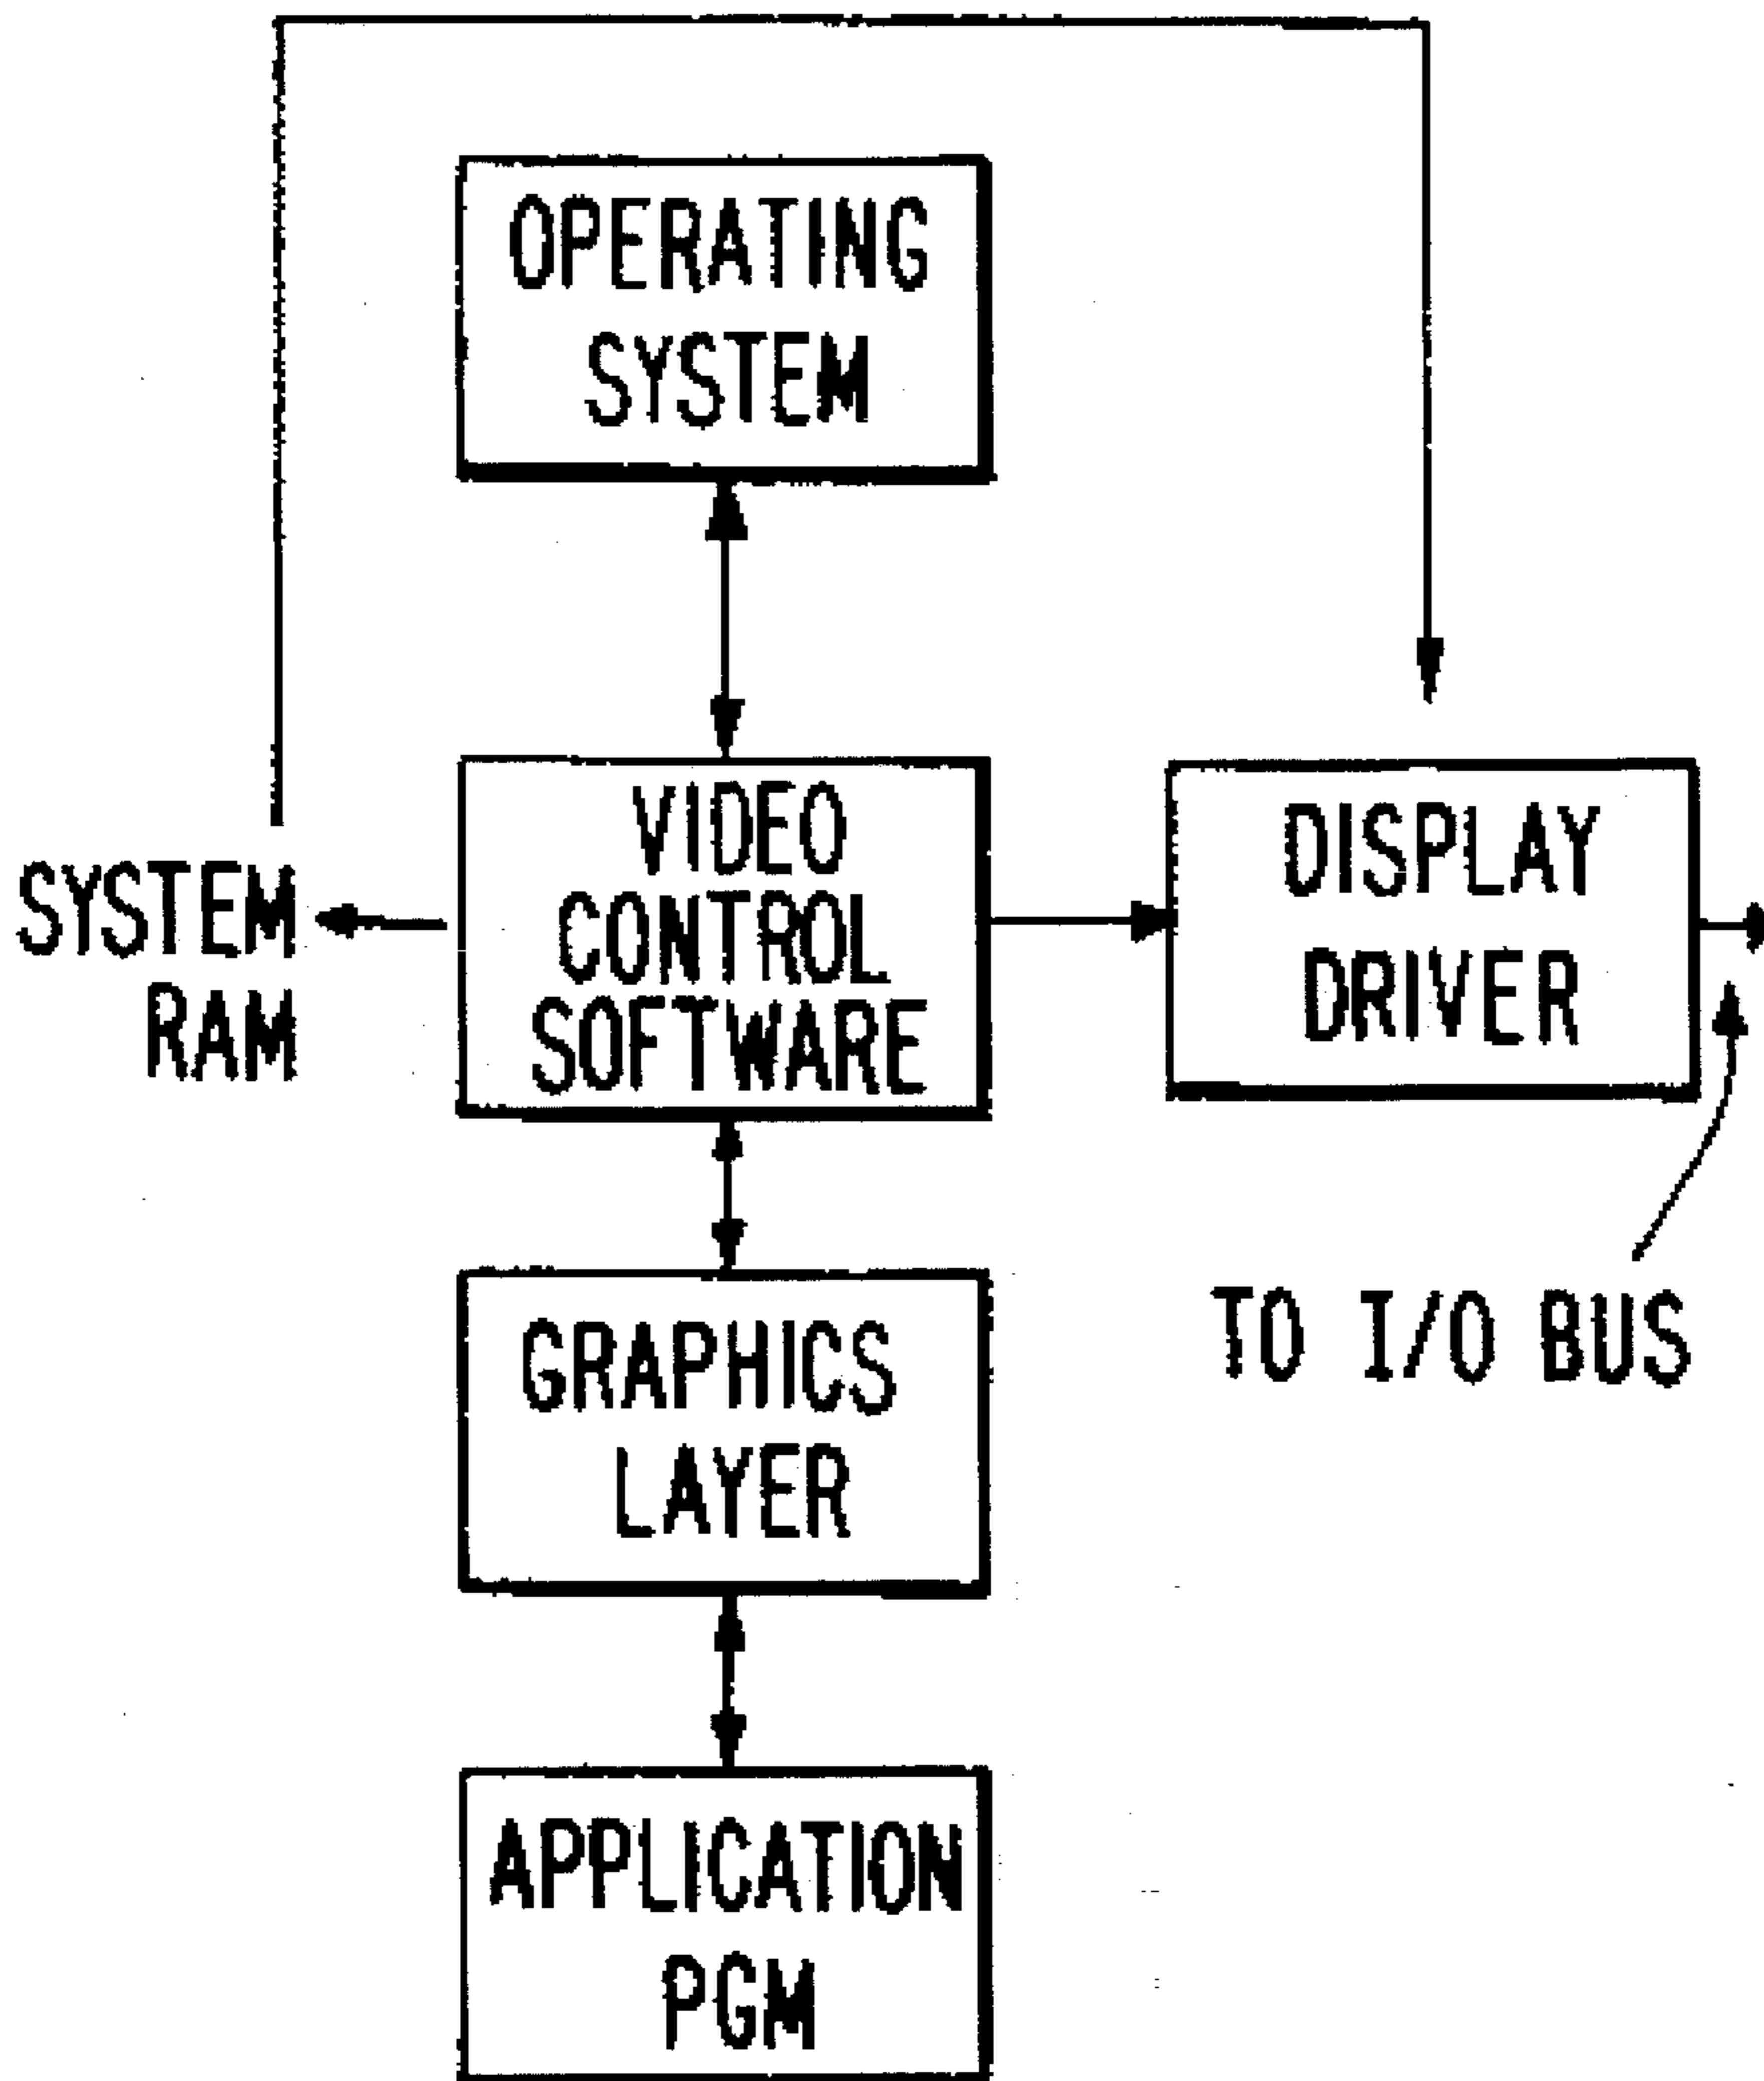 OPERATING
SYSTEM
VIDEO
CONTROL
SOFTWARE
SYSTEM
RAM
DISPLAY
DRIVER
TO I/O BUS
GRAPHICS
LAYER
APPLICATION
PGM